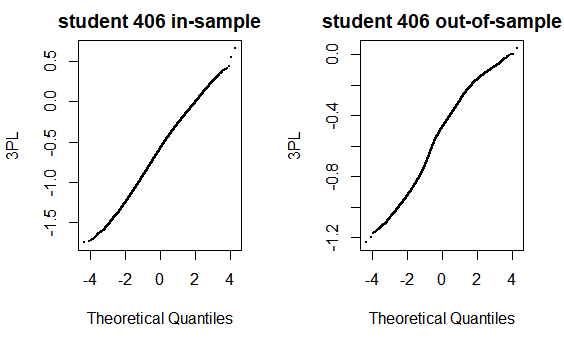 student 406 in-sample
student 406 out-of-sample
3PL
0.5
0.0
-0.5
-1.0
-1.5
-4 -2 0 2 4
Theoretical Quantiles
3PL
0.0
-0.4
-0.8
-1.2
-4 -2 0 2 4
Theoretical Quantiles